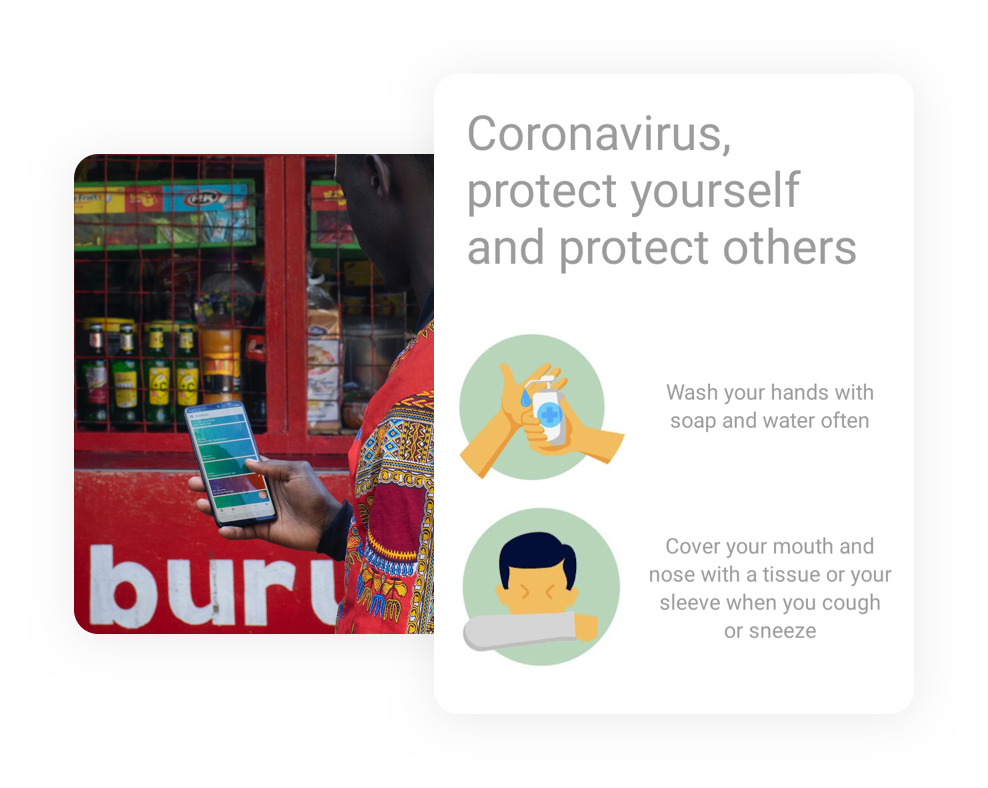 buru
Coronavirus,
protect yourself
and protect others
Wash your hands with
soap and water often
Cover your mouth and
nose with a tissue or your
sleeve when you cough
or sneeze